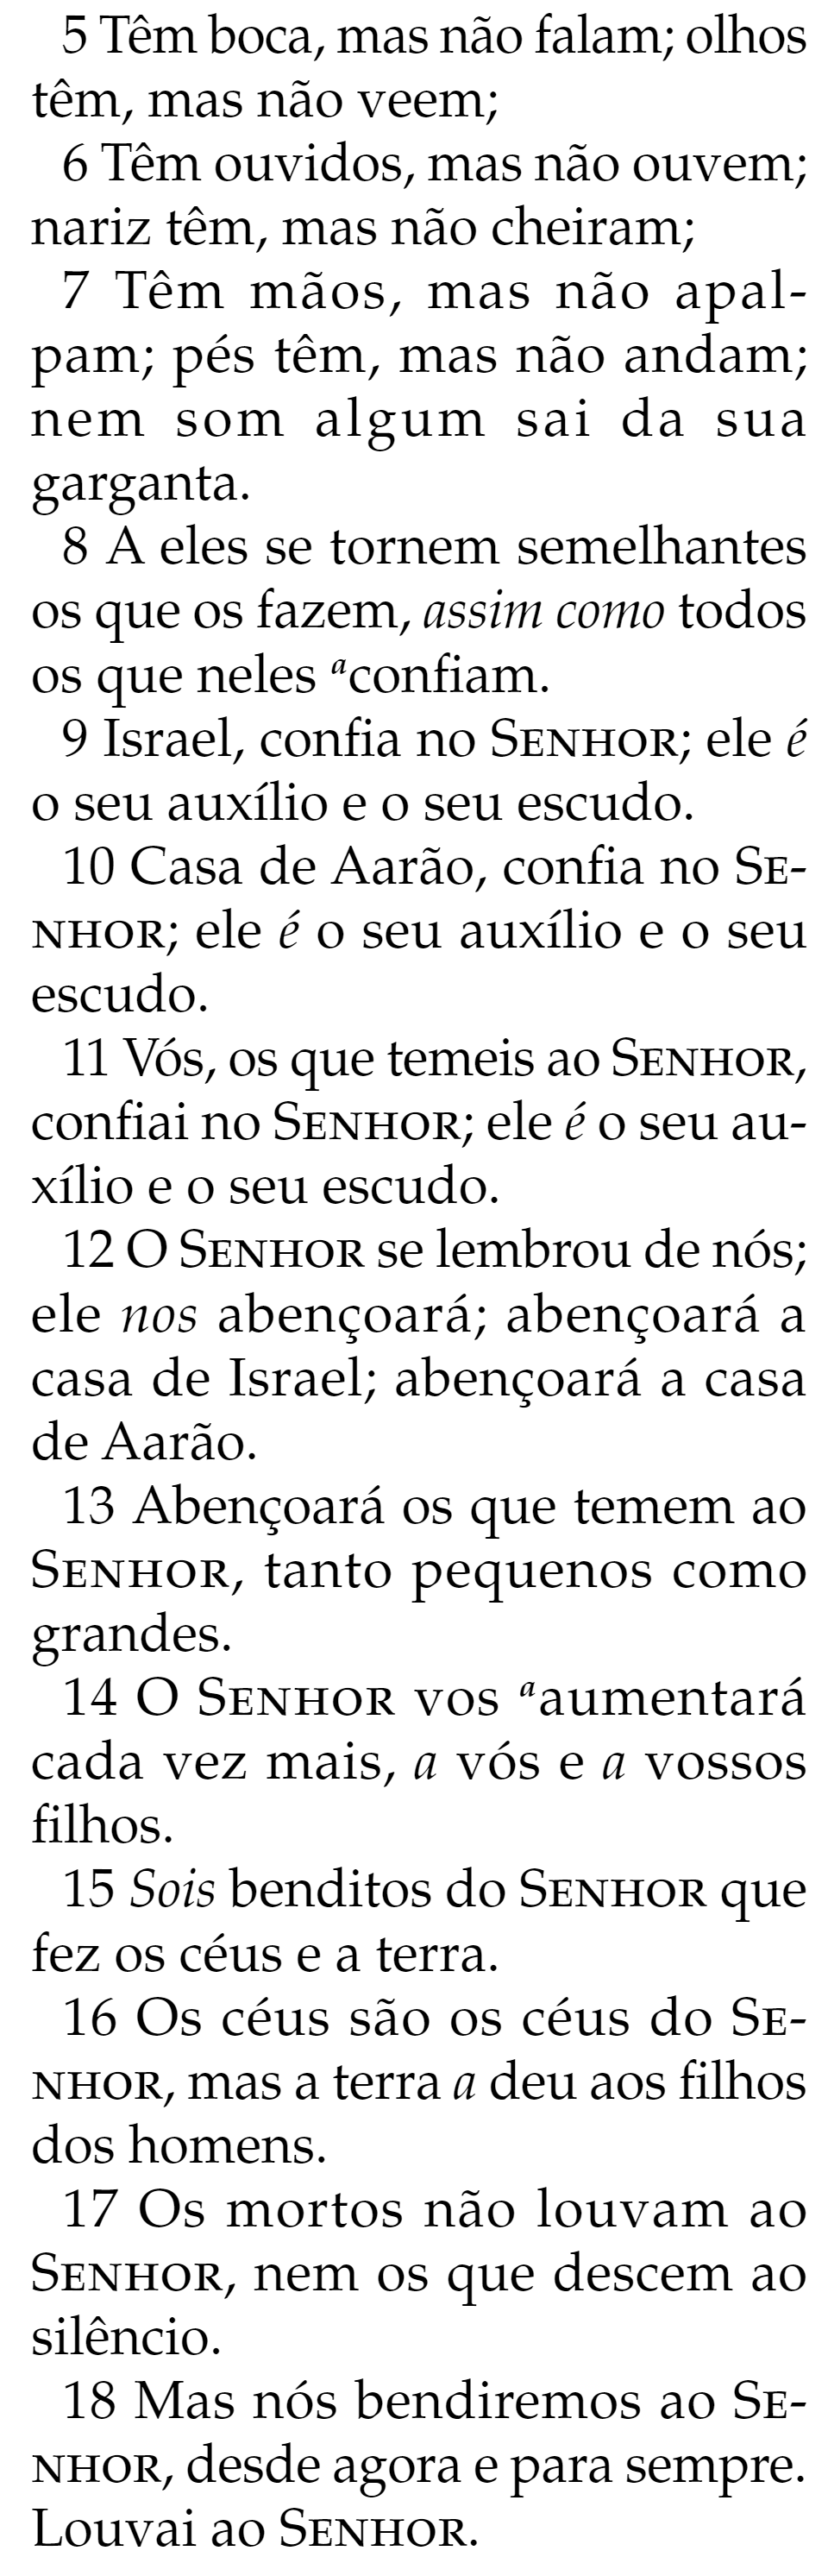 5 Têm boca, mas não falam; olhos
têm, mas não veem;
6 Têm ouvidos, mas não ouvem;
nariz têm, mas não cheiram;
7 Têm mãos, mas não apal-
pam; pés têm, mas não andam;
nem som algum sai da sua
garganta.
8 A eles se tornem semelhantes
os que os fazem, assim como todos
os que neles ᵃconfiam.
9 Israel, confia no SENHOR; ele é
o seu auxílio e o seu escudo.
10 Casa de Aarão, confia no SE-
NHOR; ele é o seu auxílio e o seu
escudo.
11 Vós, os que temeis ao SENHOR,
confiai no SENHOR; ele é o seu au-
xílio e o seu escudo.
12 O SENHOR se lembrou de nós;
ele nos abençoará; abençoará a
casa de Israel; abençoará a casa
de Aarão.
13 Abençoará os que temem ao
SENHOR, tanto pequenos como
grandes.
14 O SENHOR vos ᵃaumentará
cada vez mais, a vós e a vossos
filhos.
15 Sois benditos do SENHOR que
fez os céus e a terra.
16 Os céus são os céus do SE-
NHOR, mas a terra a deu aos filhos
dos homens.
17 Os mortos não louvam ao
SENHOR, nem os que descem ao
silêncio.
18 Mas nós bendiremos ao SE-
NHOR, desde agora e para sempre.
Louvai ao SENHOR.